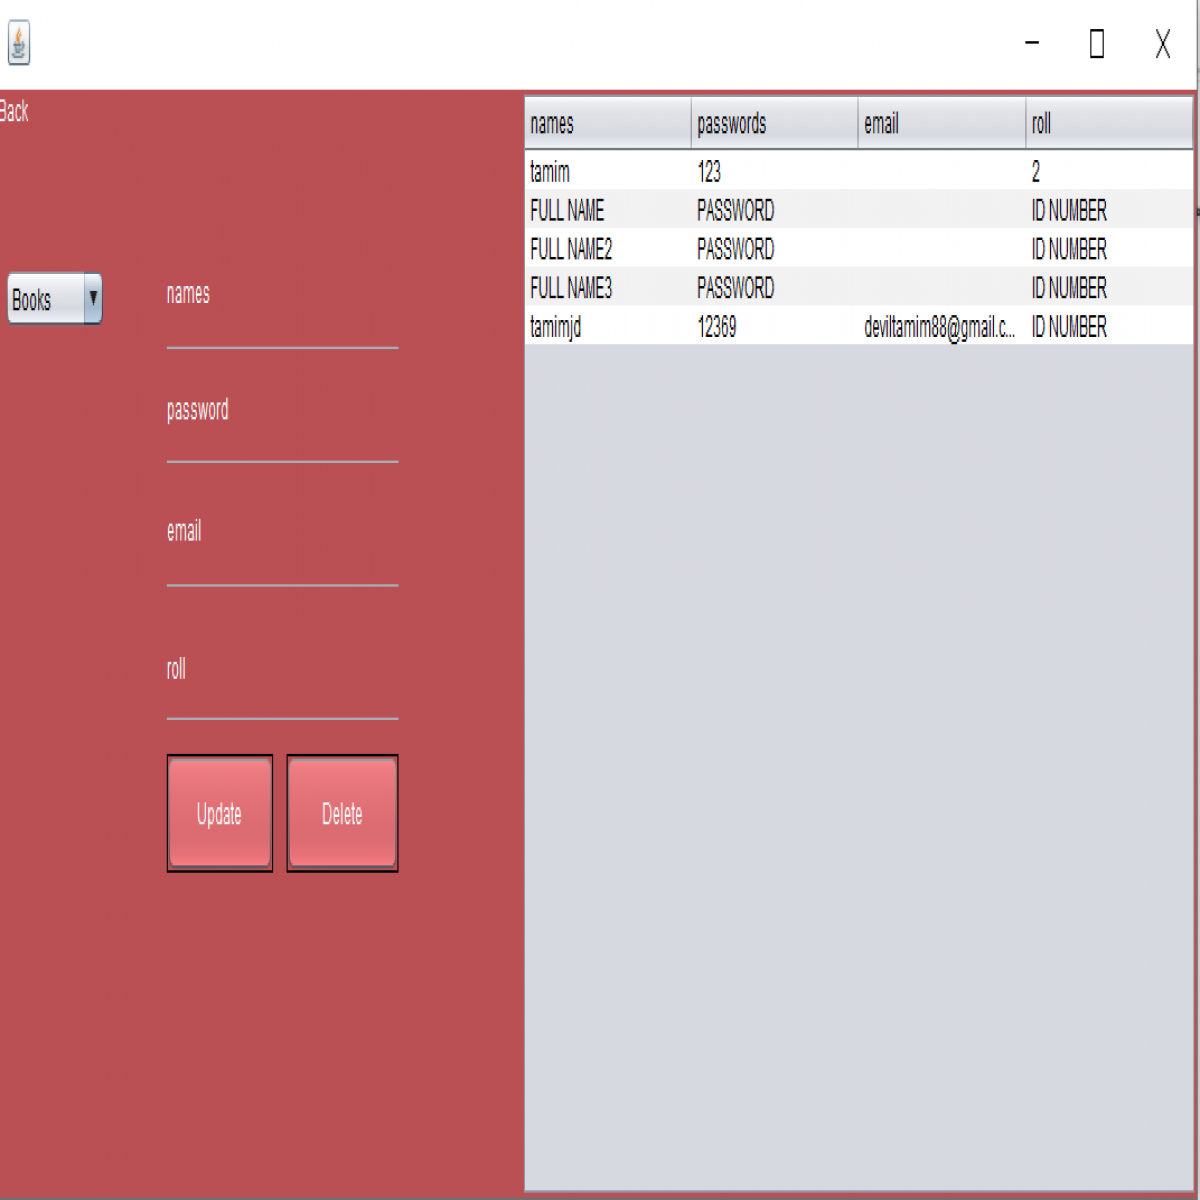 Back
Books
names
password
email
roll
Update Delete
names passwords email roll
tamim 123 2
FULL NAME PASSWORD ID NUMBER
FULL NAME2 PASSWORD ID NUMBER
FULL NAME3 PASSWORD ID NUMBER
tamimjd 12369 deviltamim88@gmail.c... ID NUMBER